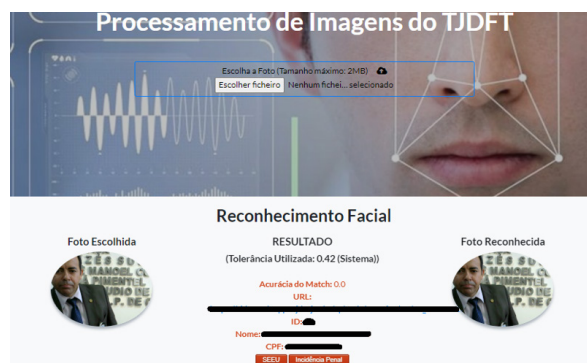 Processamento de Imagens do TJDFT
Escolha a Foto (Tamanho máximo: 2MB)
Escolher ficheiro Nenhum fichei... selecionado
Reconhecimento Facial
Foto Escolhida
RESULTADO
Foto Reconhecida
(Tolerância Utilizada: 0.42 (Sistema))
Acurácia do Match: 0.0
URL:
ID:
Nome:
CPF:
SEEU Incidência Penal